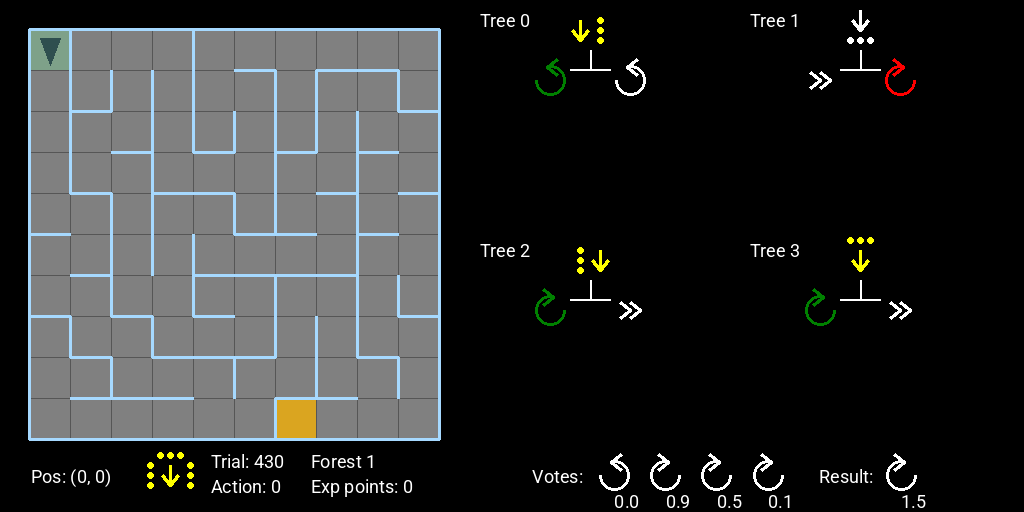 Tree 0
Tree 1
Tree 2
Tree 3
Pos: (0, 0)
Trial: 430
Forest 1
Action: 0
Exp points: 0
Votes:
0.0
0.9
0.5
0.1
Result:
1.5